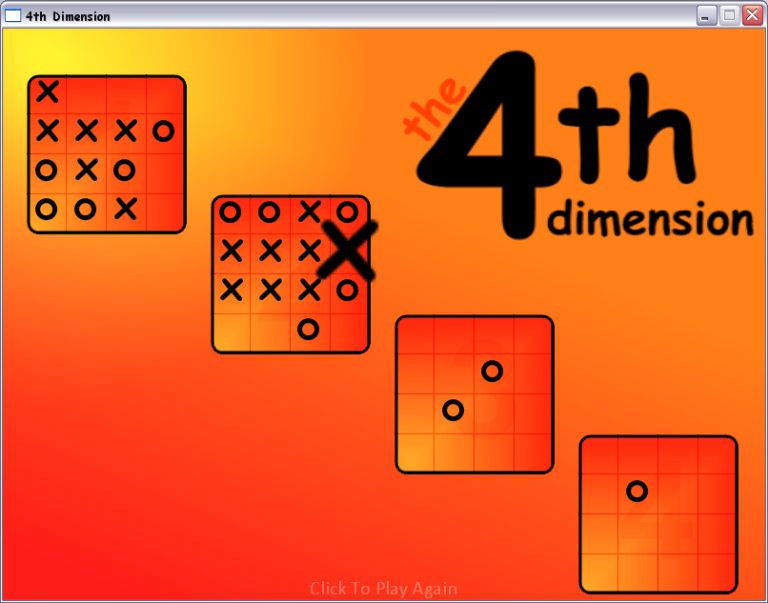 4th Dimension
the
4th
dimension
X
X X X O
O X O
O O X
O O X O
X X X X
X X X O
O
O
O
O
Click To Play Again